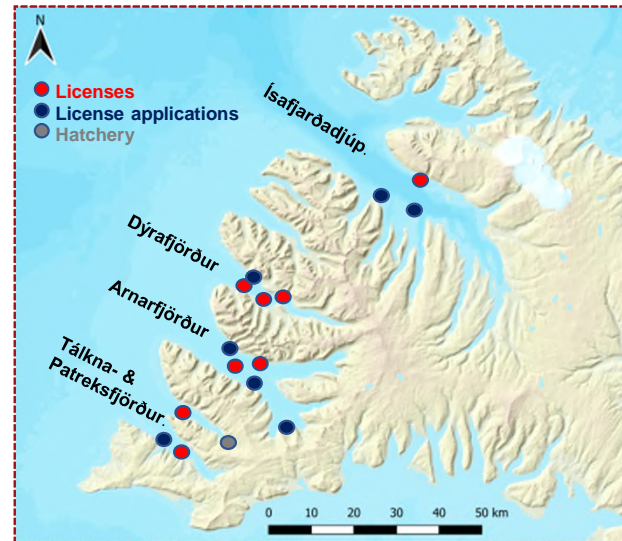 N
Licenses
License applications
Hatchery
Ísafjarðadjúp.
Dýrafjörður
Arnarfjörður
Tálkna- &
Patreksfjörður.
0 10 20 30 40 50 km